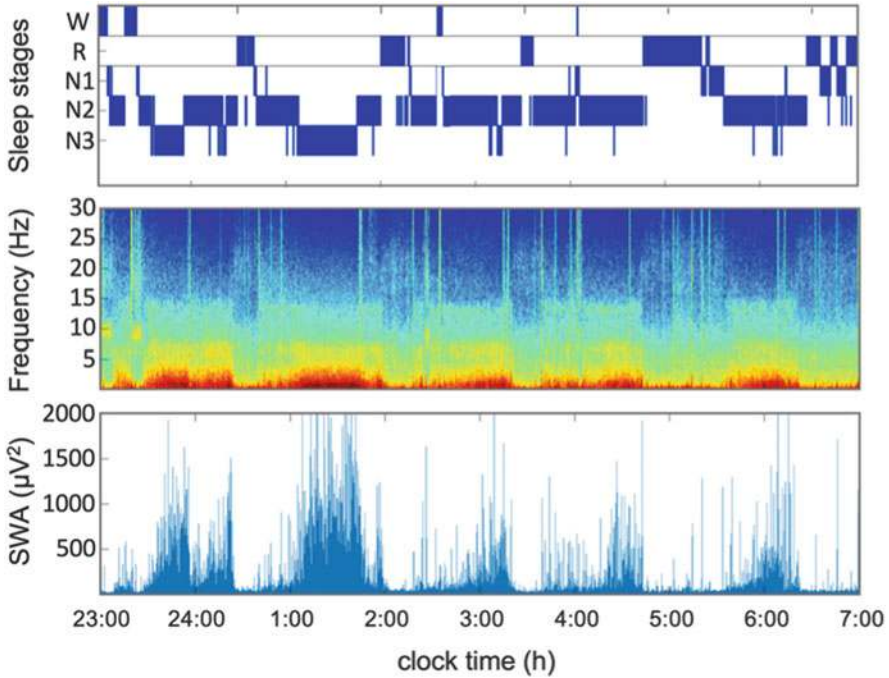 Sleep stages
W
R
N1
N2
N3
Frequency (Hz)
30
25
20
15
10
5
SWA (µV²)
2000
1500
1000
500
23:00 24:00 1:00 2:00 3:00 4:00 5:00 6:00 7:00
clock time (h)